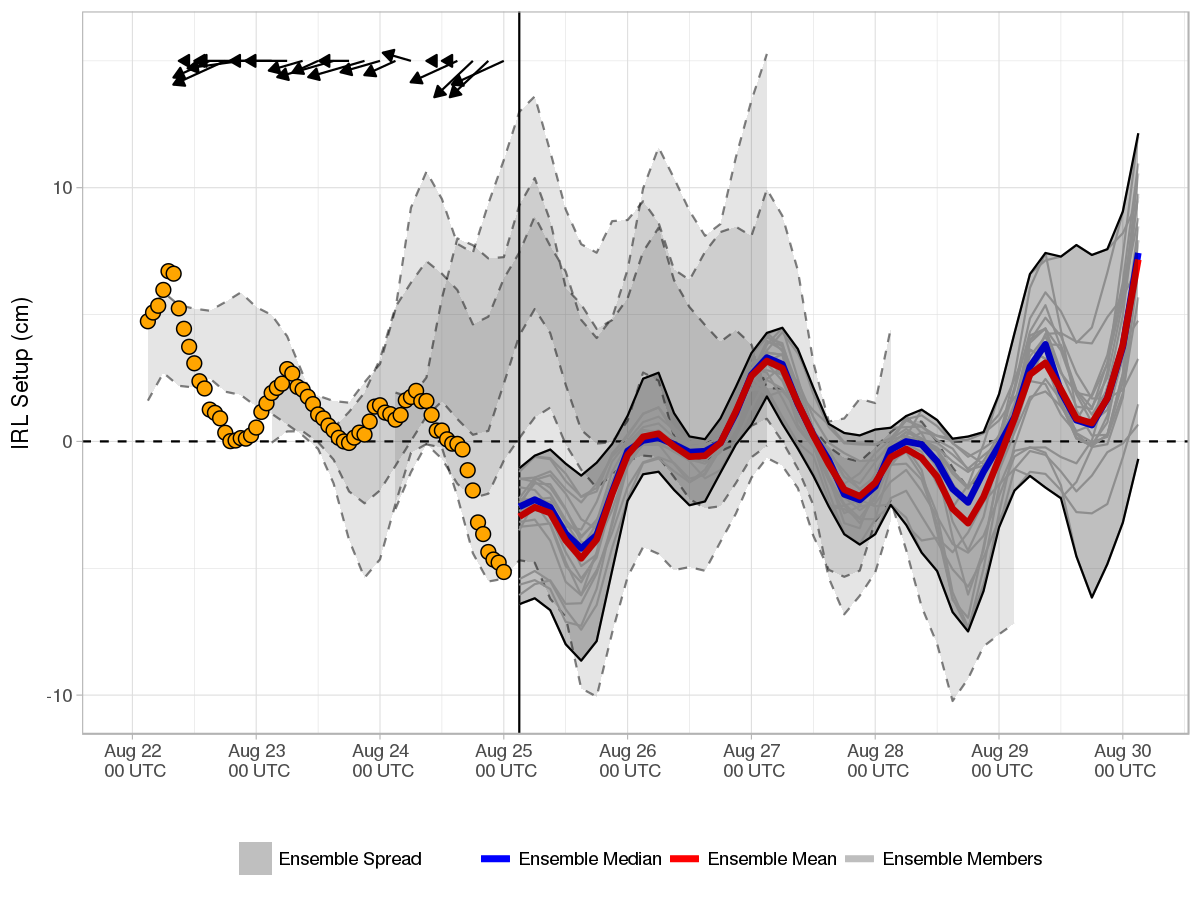 IRL Setup (cm)
10
0
-10
Aug 22 Aug 23 Aug 24 Aug 25 Aug 26 Aug 27 Aug 28 Aug 29 Aug 30
00 UTC 00 UTC 00 UTC 00 UTC 00 UTC 00 UTC 00 UTC 00 UTC 00 UTC
Ensemble Spread Ensemble Median Ensemble Mean Ensemble Members